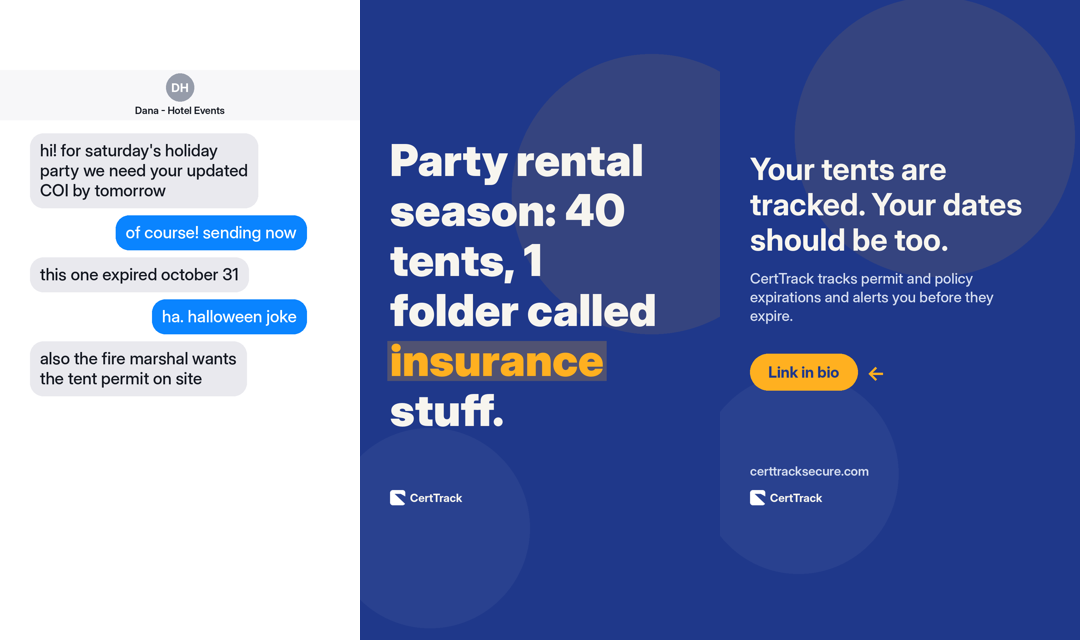 DH
Dana - Hotel Events
hi! for saturday's holiday
party we need your updated
COI by tomorrow
of course! sending now
this one expired october 31
ha. halloween joke
also the fire marshal wants
the tent permit on site
Party rental
season: 40
tents, 1
folder called
insurance
stuff.
CertTrack
Your tents are
tracked. Your dates
should be too.
CertTrack tracks permit and policy
expirations and alerts you before they
expire.
Link in bio
certtracksecure.com
CertTrack